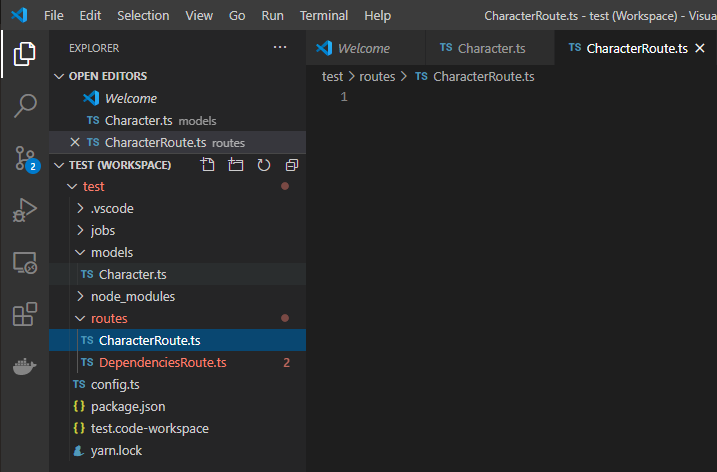 File Edit Selection View Go Run Terminal Help CharacterRoute.ts - test (Workspace) - Visua
EXPLORER ···
Welcome
TS Character.ts
TS CharacterRoute.ts
OPEN EDITORS
Welcome
TS Character.ts models
TS CharacterRoute.ts routes
test > routes > TS CharacterRoute.ts
1
2
TEST (WORKSPACE)
test
.vscode
jobs
models
TS Character.ts
node_modules
routes
TS CharacterRoute.ts
TS DependenciesRoute.ts 2
TS config.ts
{} package.json
{} test.code-workspace
yarn.lock